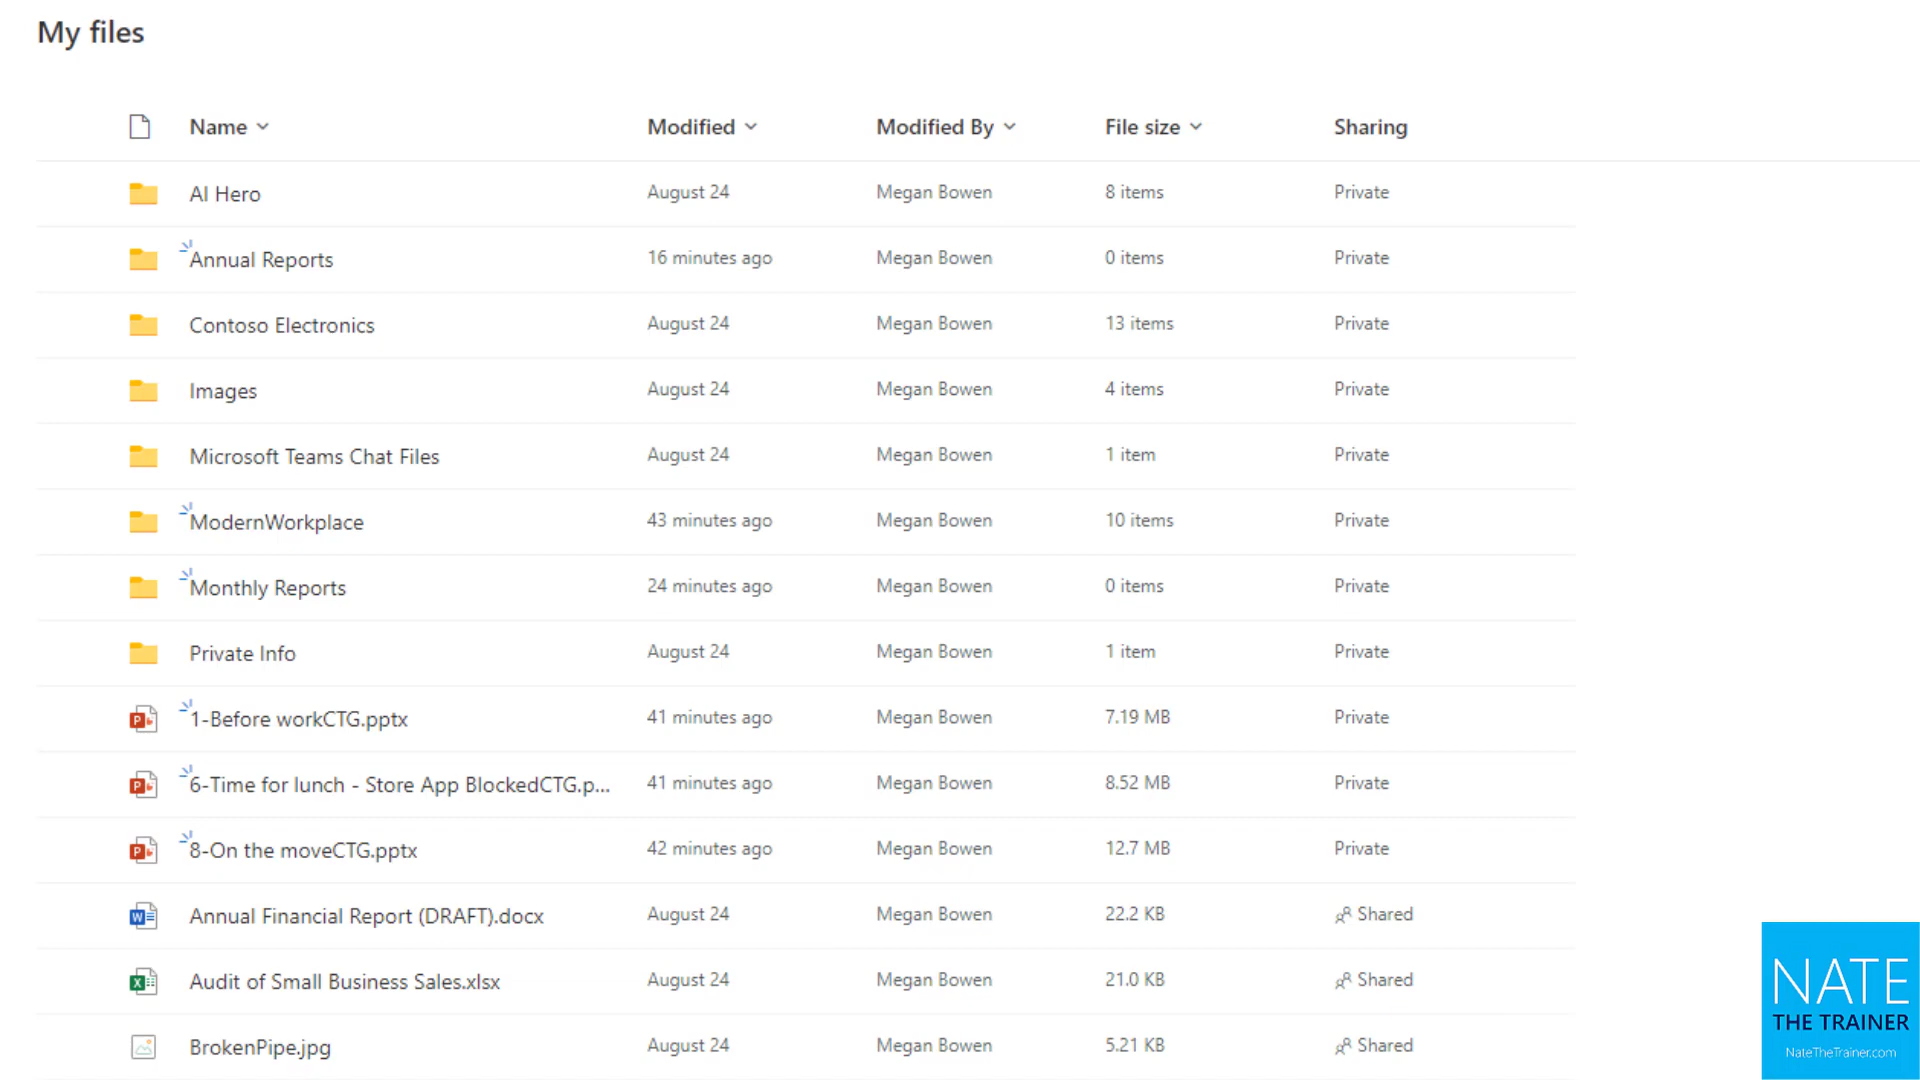 My files
Name Modified Modified By File size Sharing
AI Hero August 24 Megan Bowen 8 items Private
Annual Reports 16 minutes ago Megan Bowen 0 items Private
Contoso Electronics August 24 Megan Bowen 13 items Private
Images August 24 Megan Bowen 4 items Private
Microsoft Teams Chat Files August 24 Megan Bowen 1 item Private
ModernWorkplace 43 minutes ago Megan Bowen 10 items Private
Monthly Reports 24 minutes ago Megan Bowen 0 items Private
Private Info August 24 Megan Bowen 1 item Private
1-Before workCTG.pptx 41 minutes ago Megan Bowen 7.19 MB Private
6-Time for lunch - Store App BlockedCTG.p... 41 minutes ago Megan Bowen 8.52 MB Private
8-On the moveCTG.pptx 42 minutes ago Megan Bowen 12.7 MB Private
Annual Financial Report (DRAFT).docx August 24 Megan Bowen 22.2 KB Shared
Audit of Small Business Sales.xlsx August 24 Megan Bowen 21.0 KB Shared
BrokenPipe.jpg August 24 Megan Bowen 5.21 KB Shared
NATE
THE TRAINER
NateTheTrainer.com